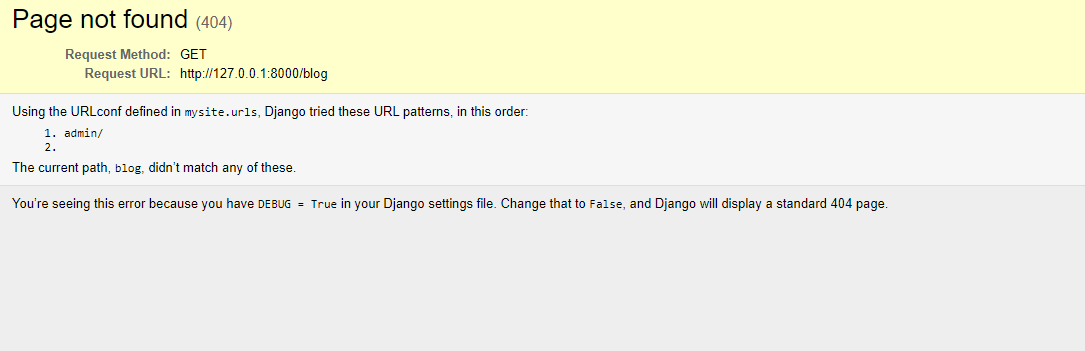 Page not found (404)
Request Method: GET
Request URL: http://127.0.0.1:8000/blog
Using the URLconf defined in mysite.urls, Django tried these URL patterns, in this order:
1. admin/
2.
The current path, blog, didn’t match any of these.
You’re seeing this error because you have DEBUG = True in your Django settings file. Change that to False, and Django will display a standard 404 page.